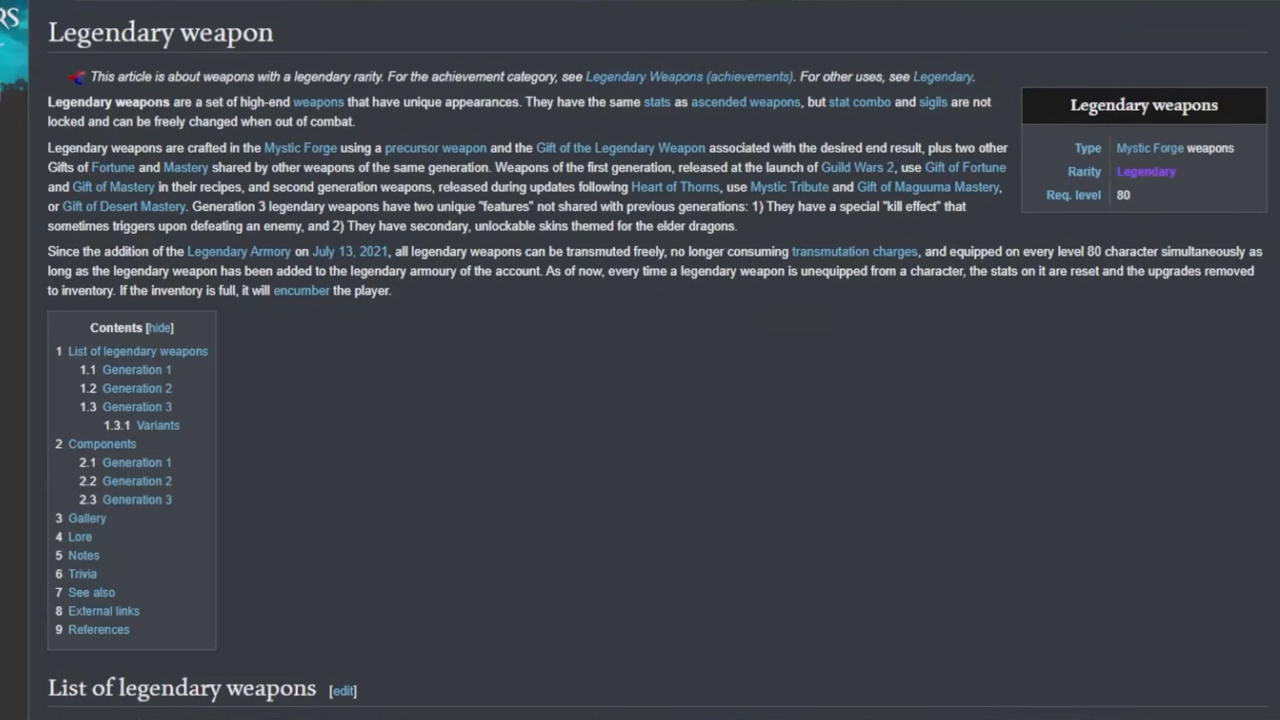 RS
Legendary weapon
This article is about weapons with a legendary rarity. For the achievement category, see Legendary Weapons (achievements). For other uses, see Legendary.
Legendary weapons are a set of high-end weapons that have unique appearances. They have the same stats as ascended weapons, but stat combo and sigils are not
locked and can be freely changed when out of combat.
Legendary weapons are crafted in the Mystic Forge using a precursor weapon and the Gift of the Legendary Weapon associated with the desired end result, plus two other
Gifts of Fortune and Mastery shared by other weapons of the same generation. Weapons of the first generation, released at the launch of Guild Wars 2, use Gift of Fortune
and Gift of Mastery in their recipes, and second generation weapons, released during updates following Heart of Thorns, use Mystic Tribute and Gift of Maguuma Mastery,
or Gift of Desert Mastery. Generation 3 legendary weapons have two unique "features" not shared with previous generations: 1) They have a special "kill effect" that
sometimes triggers upon defeating an enemy, and 2) They have secondary, unlockable skins themed for the elder dragons.
Since the addition of the Legendary Armory on July 13, 2021, all legendary weapons can be transmuted freely, no longer consuming transmutation charges, and equipped on every level 80 character simultaneously as
long as the legendary weapon has been added to the legendary armoury of the account. As of now, every time a legendary weapon is unequipped from a character, the stats on it are reset and the upgrades removed
to inventory. If the inventory is full, it will encumber the player.
Legendary weapons
Type Mystic Forge weapons
Rarity Legendary
Req. level 80
Contents [hide]
1 List of legendary weapons
1.1 Generation 1
1.2 Generation 2
1.3 Generation 3
1.3.1 Variants
2 Components
2.1 Generation 1
2.2 Generation 2
2.3 Generation 3
3 Gallery
4 Lore
5 Notes
6 Trivia
7 See also
8 External links
9 References
List of legendary weapons [edit]